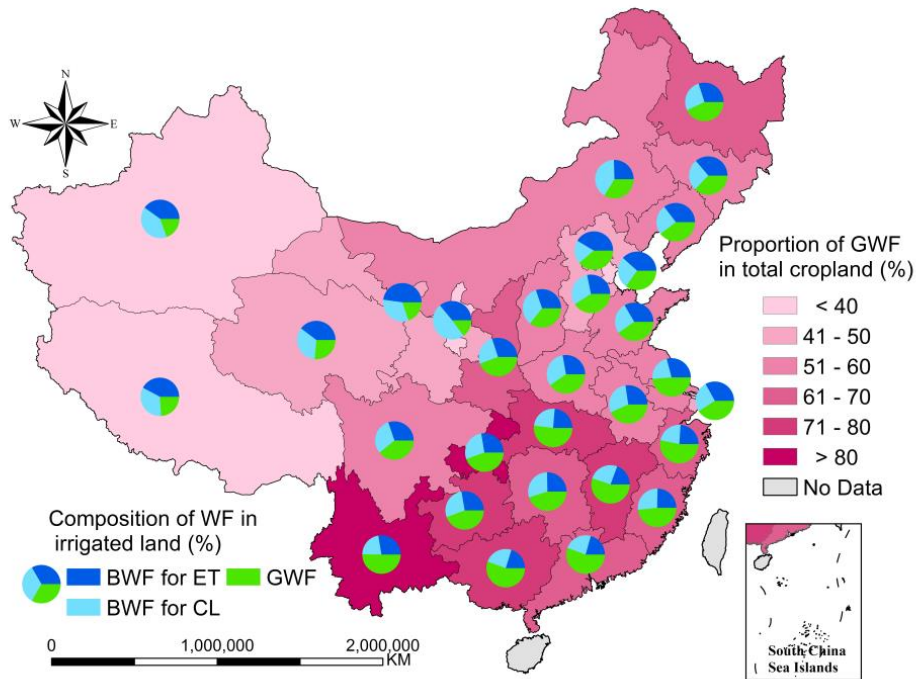 N
W
E
S
Proportion of GWF
in total cropland (%)
< 40
41 - 50
51 - 60
61 - 70
71 - 80
> 80
No Data
Composition of WF in
irrigated land (%)
BWF for ET
GWF
BWF for CL
0
1,000,000
2,000,000
KM
South China
Sea Islands